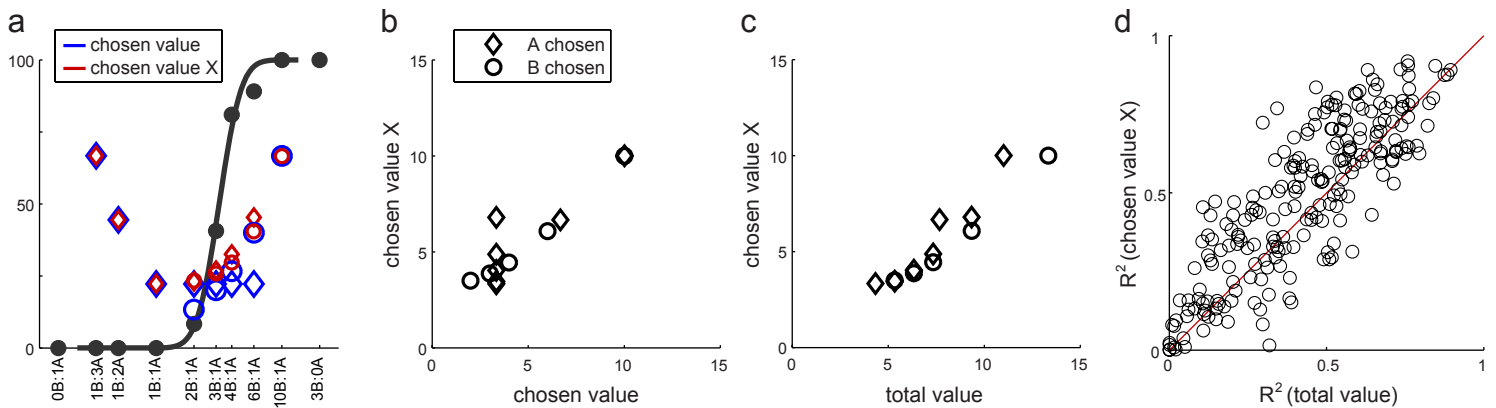 a
chosen value
chosen value X
100
50
0
0B:1A
1B:3A
1B:2A
1B:1A
2B:1A
3B:1A
4B:1A
6B:1A
10B:1A
3B:0A
b
A chosen
B chosen
15
10
5
0
0
5
10
15
chosen value X
chosen value
c
15
10
5
0
0
5
10
15
chosen value X
total value
d
1
0.5
0
0
0.5
1
R² (chosen value X)
R² (total value)